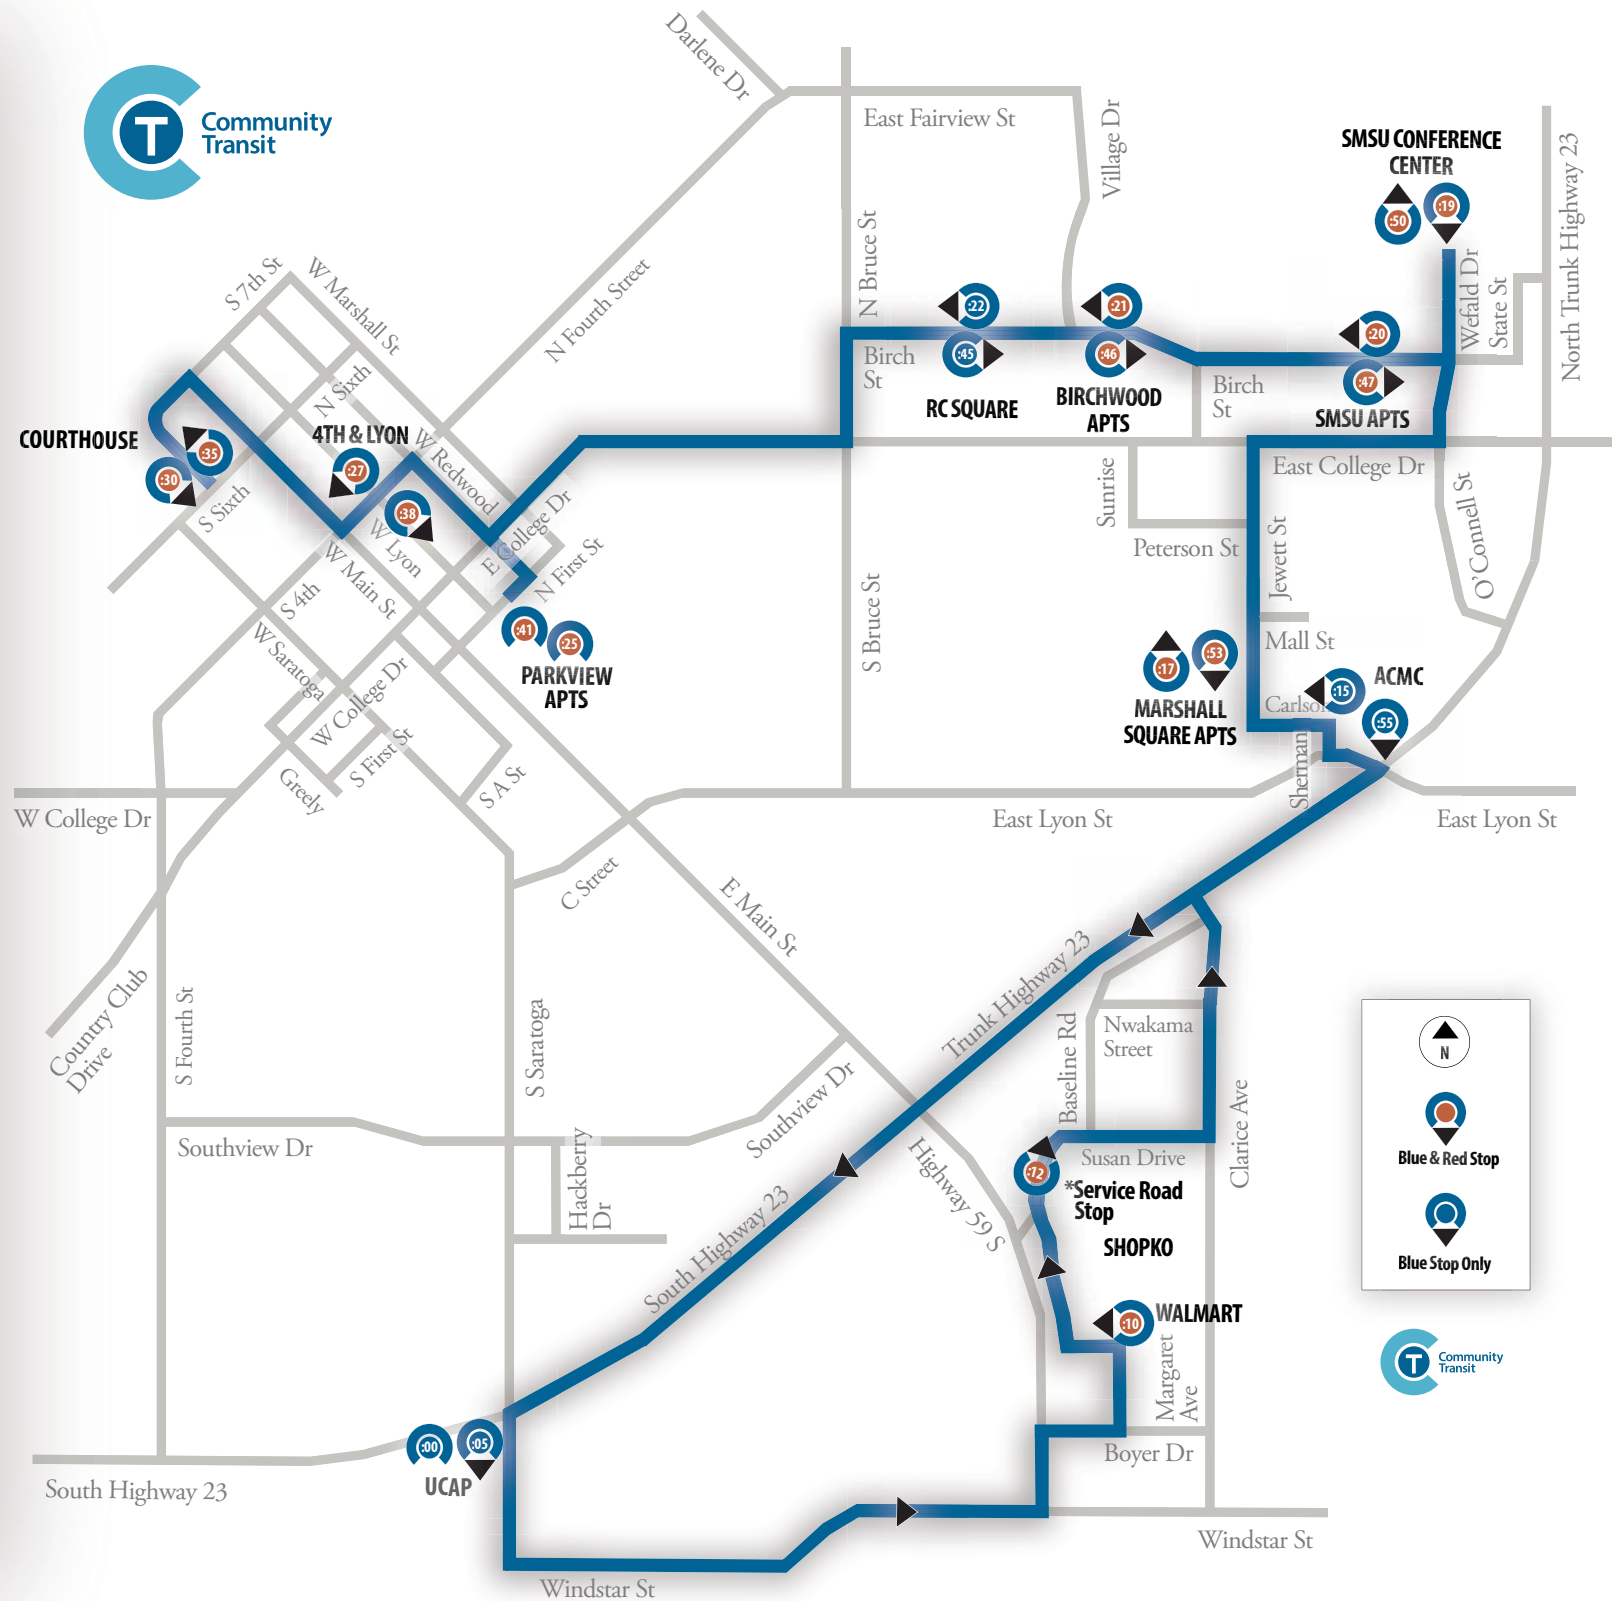 Community
Transit
Darlene Dr
East Fairview St
Village Dr
SMSU CONFERENCE
CENTER
:50
:19
North Trunk Highway 23
Wefald Dr
State St
N Bruce St
N Fourth Street
S 7th St
W Marshall St
:22
:21
:20
Birch
St
:45
:46
:47
RC SQUARE
BIRCHWOOD
APTS
Birch
St
SMSU APTS
N Sixth
COURTHOUSE
:35
:30
4TH & LYON
:27
:38
W Redwood
S Sixth
W Lyon
E College Dr
N First St
W Main St
S 4th
East College Dr
Sunrise
Peterson St
Jewett St
O'Connell St
Mall St
S Bruce St
:41
:25
PARKVIEW
APTS
:17
:53
MARSHALL
SQUARE APTS
:15
ACMC
:55
Carlson
Sherman
W Saratoga
W College Dr
S First St
Greely
S A St
W College Dr
East Lyon St
East Lyon St
C Street
E Main St
Country Club
Drive
S Fourth St
S Saratoga
Trunk Highway 23
Baseline Rd
Nwakama
Street
Clarice Ave
Southview Dr
Southview Dr
Hackberry
Dr
Highway 59 S
Susan Drive
:12
*Service Road
Stop
SHOPKO
South Highway 23
:10
WALMART
Margaret
Ave
Boyer Dr
:00
:05
UCAP
South Highway 23
Windstar St
Windstar St
N
Blue & Red Stop
Blue Stop Only
Community
Transit